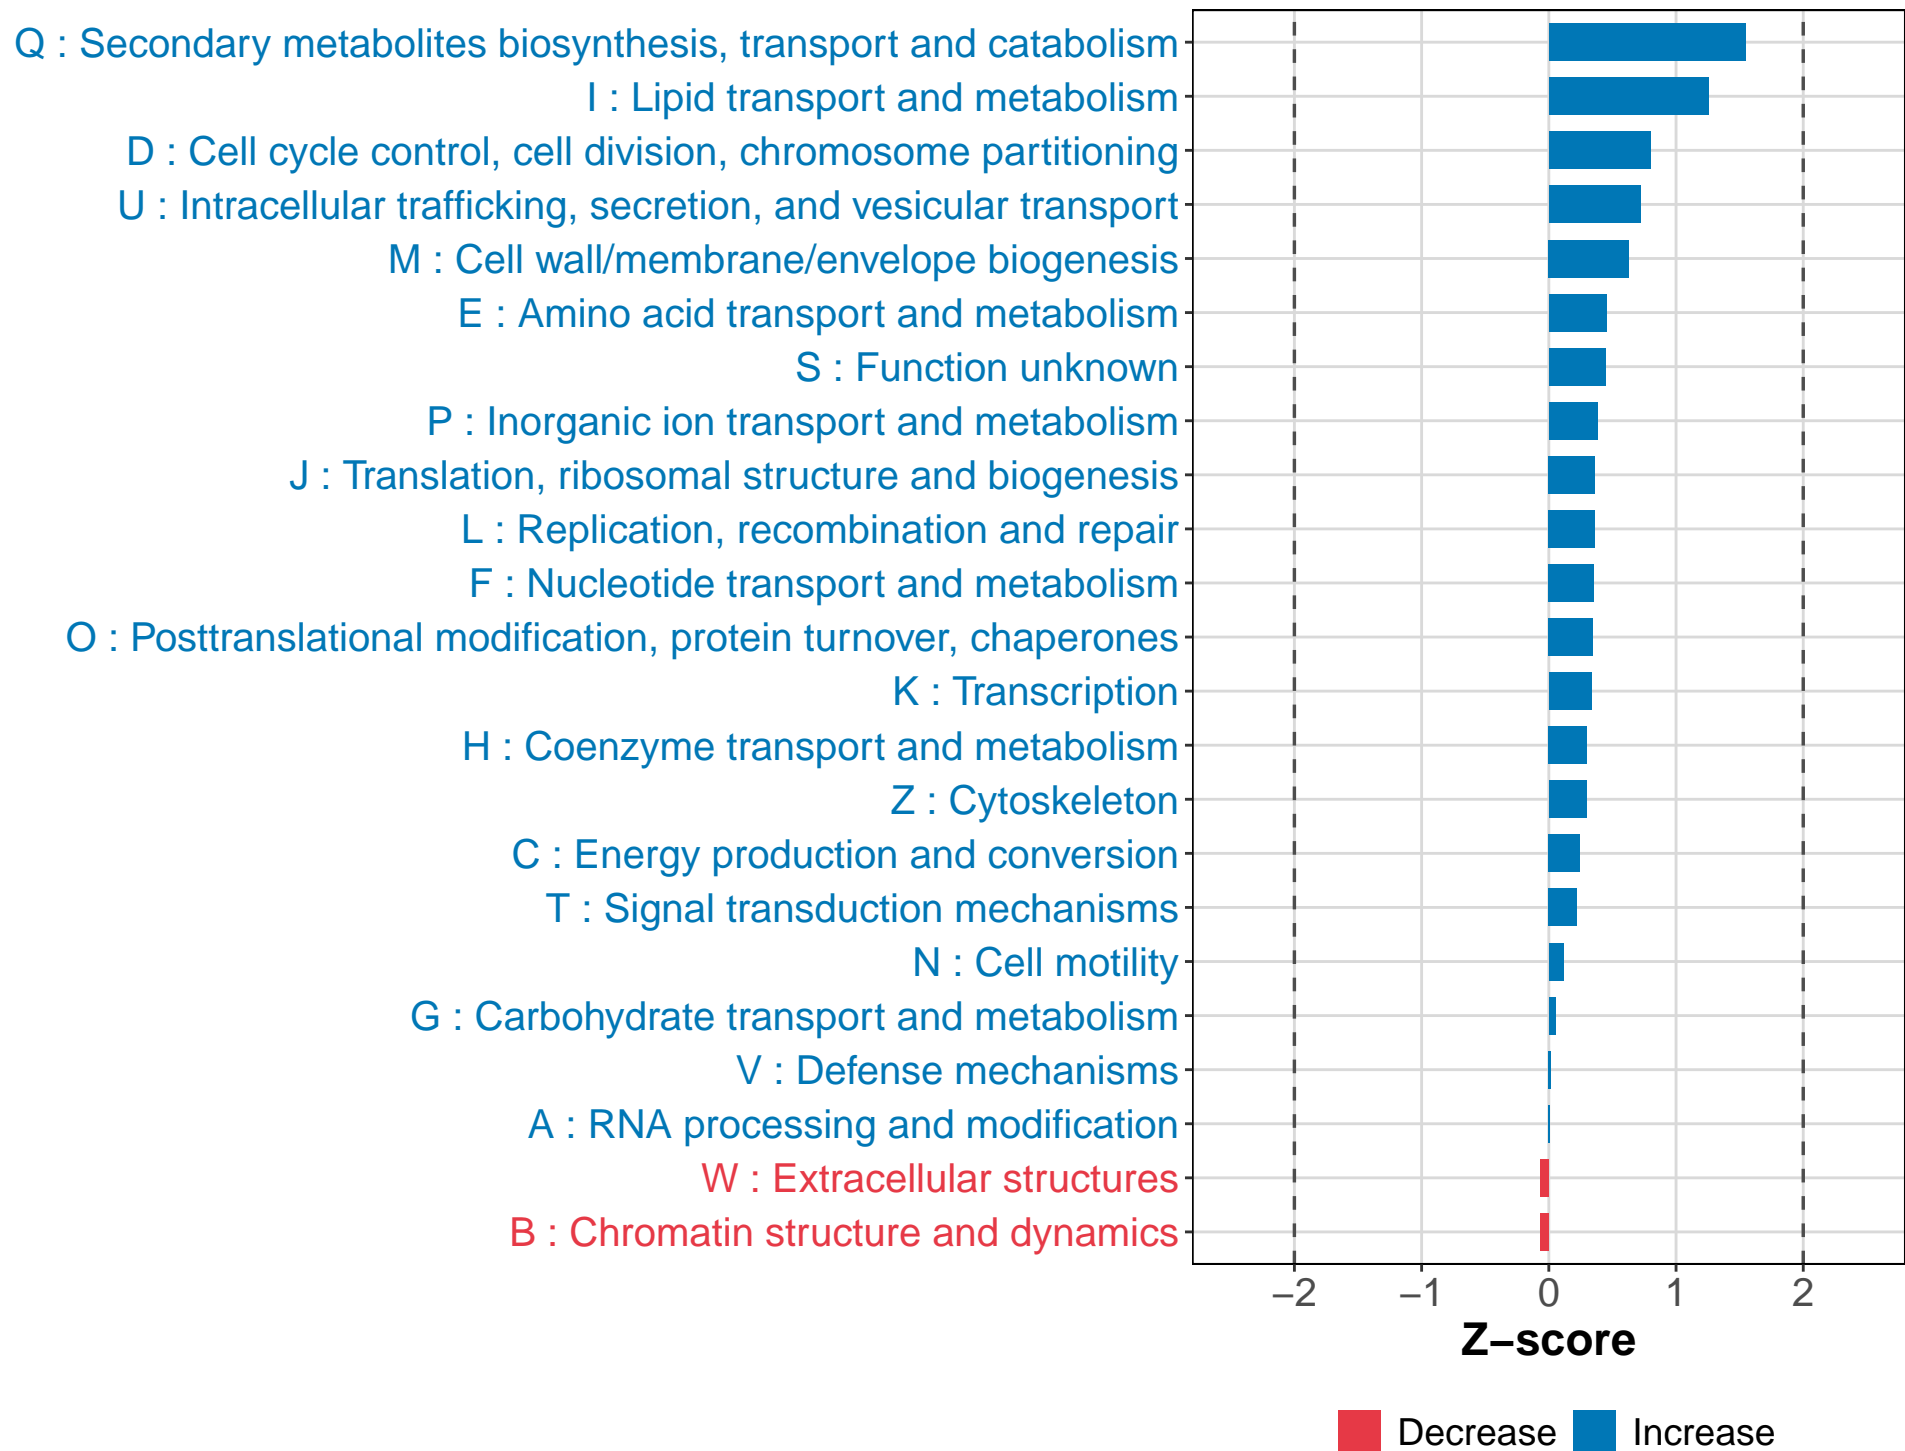 Q : Secondary metabolites biosynthesis, transport and catabolism
I : Lipid transport and metabolism
D : Cell cycle control, cell division, chromosome partitioning
U : Intracellular trafficking, secretion, and vesicular transport
M : Cell wall/membrane/envelope biogenesis
E : Amino acid transport and metabolism
S : Function unknown
P : Inorganic ion transport and metabolism
J : Translation, ribosomal structure and biogenesis
L : Replication, recombination and repair
F : Nucleotide transport and metabolism
O : Posttranslational modification, protein turnover, chaperones
K : Transcription
H : Coenzyme transport and metabolism
Z : Cytoskeleton
C : Energy production and conversion
T : Signal transduction mechanisms
N : Cell motility
G : Carbohydrate transport and metabolism
V : Defense mechanisms
A : RNA processing and modification
W : Extracellular structures
B : Chromatin structure and dynamics
−2 −1 0 1 2
Z−score
Decrease Increase